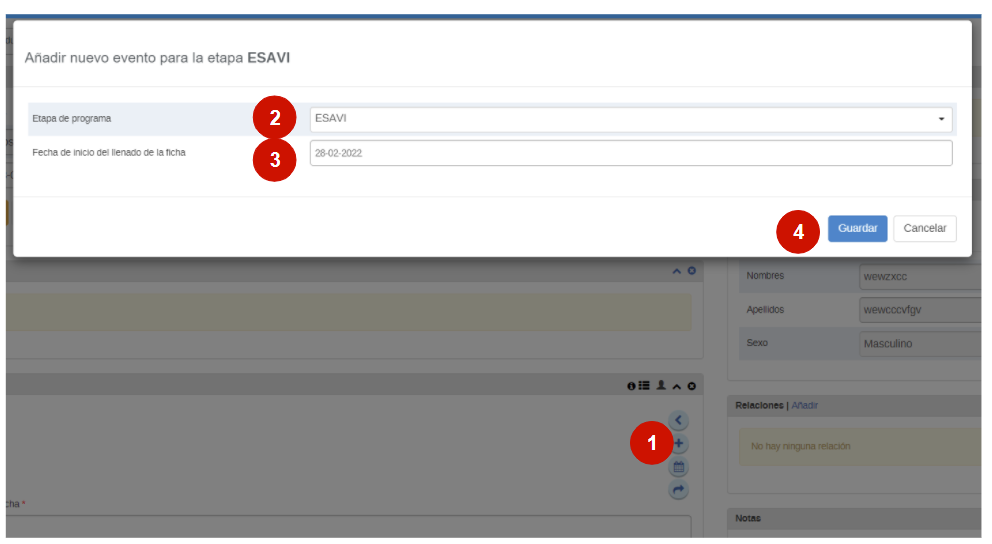 Añadir nuevo evento para la etapa ESAVI
Etapa de programa
2
ESAVI
Fecha de inicio del llenado de la ficha
3
28-02-2022
4
Guardar
Cancelar
Nombres
wewzxcc
Apellidos
wewcccvfgv
Sexo
Masculino
Relaciones | Añadir
1
No hay ninguna relación
cha *
Notas